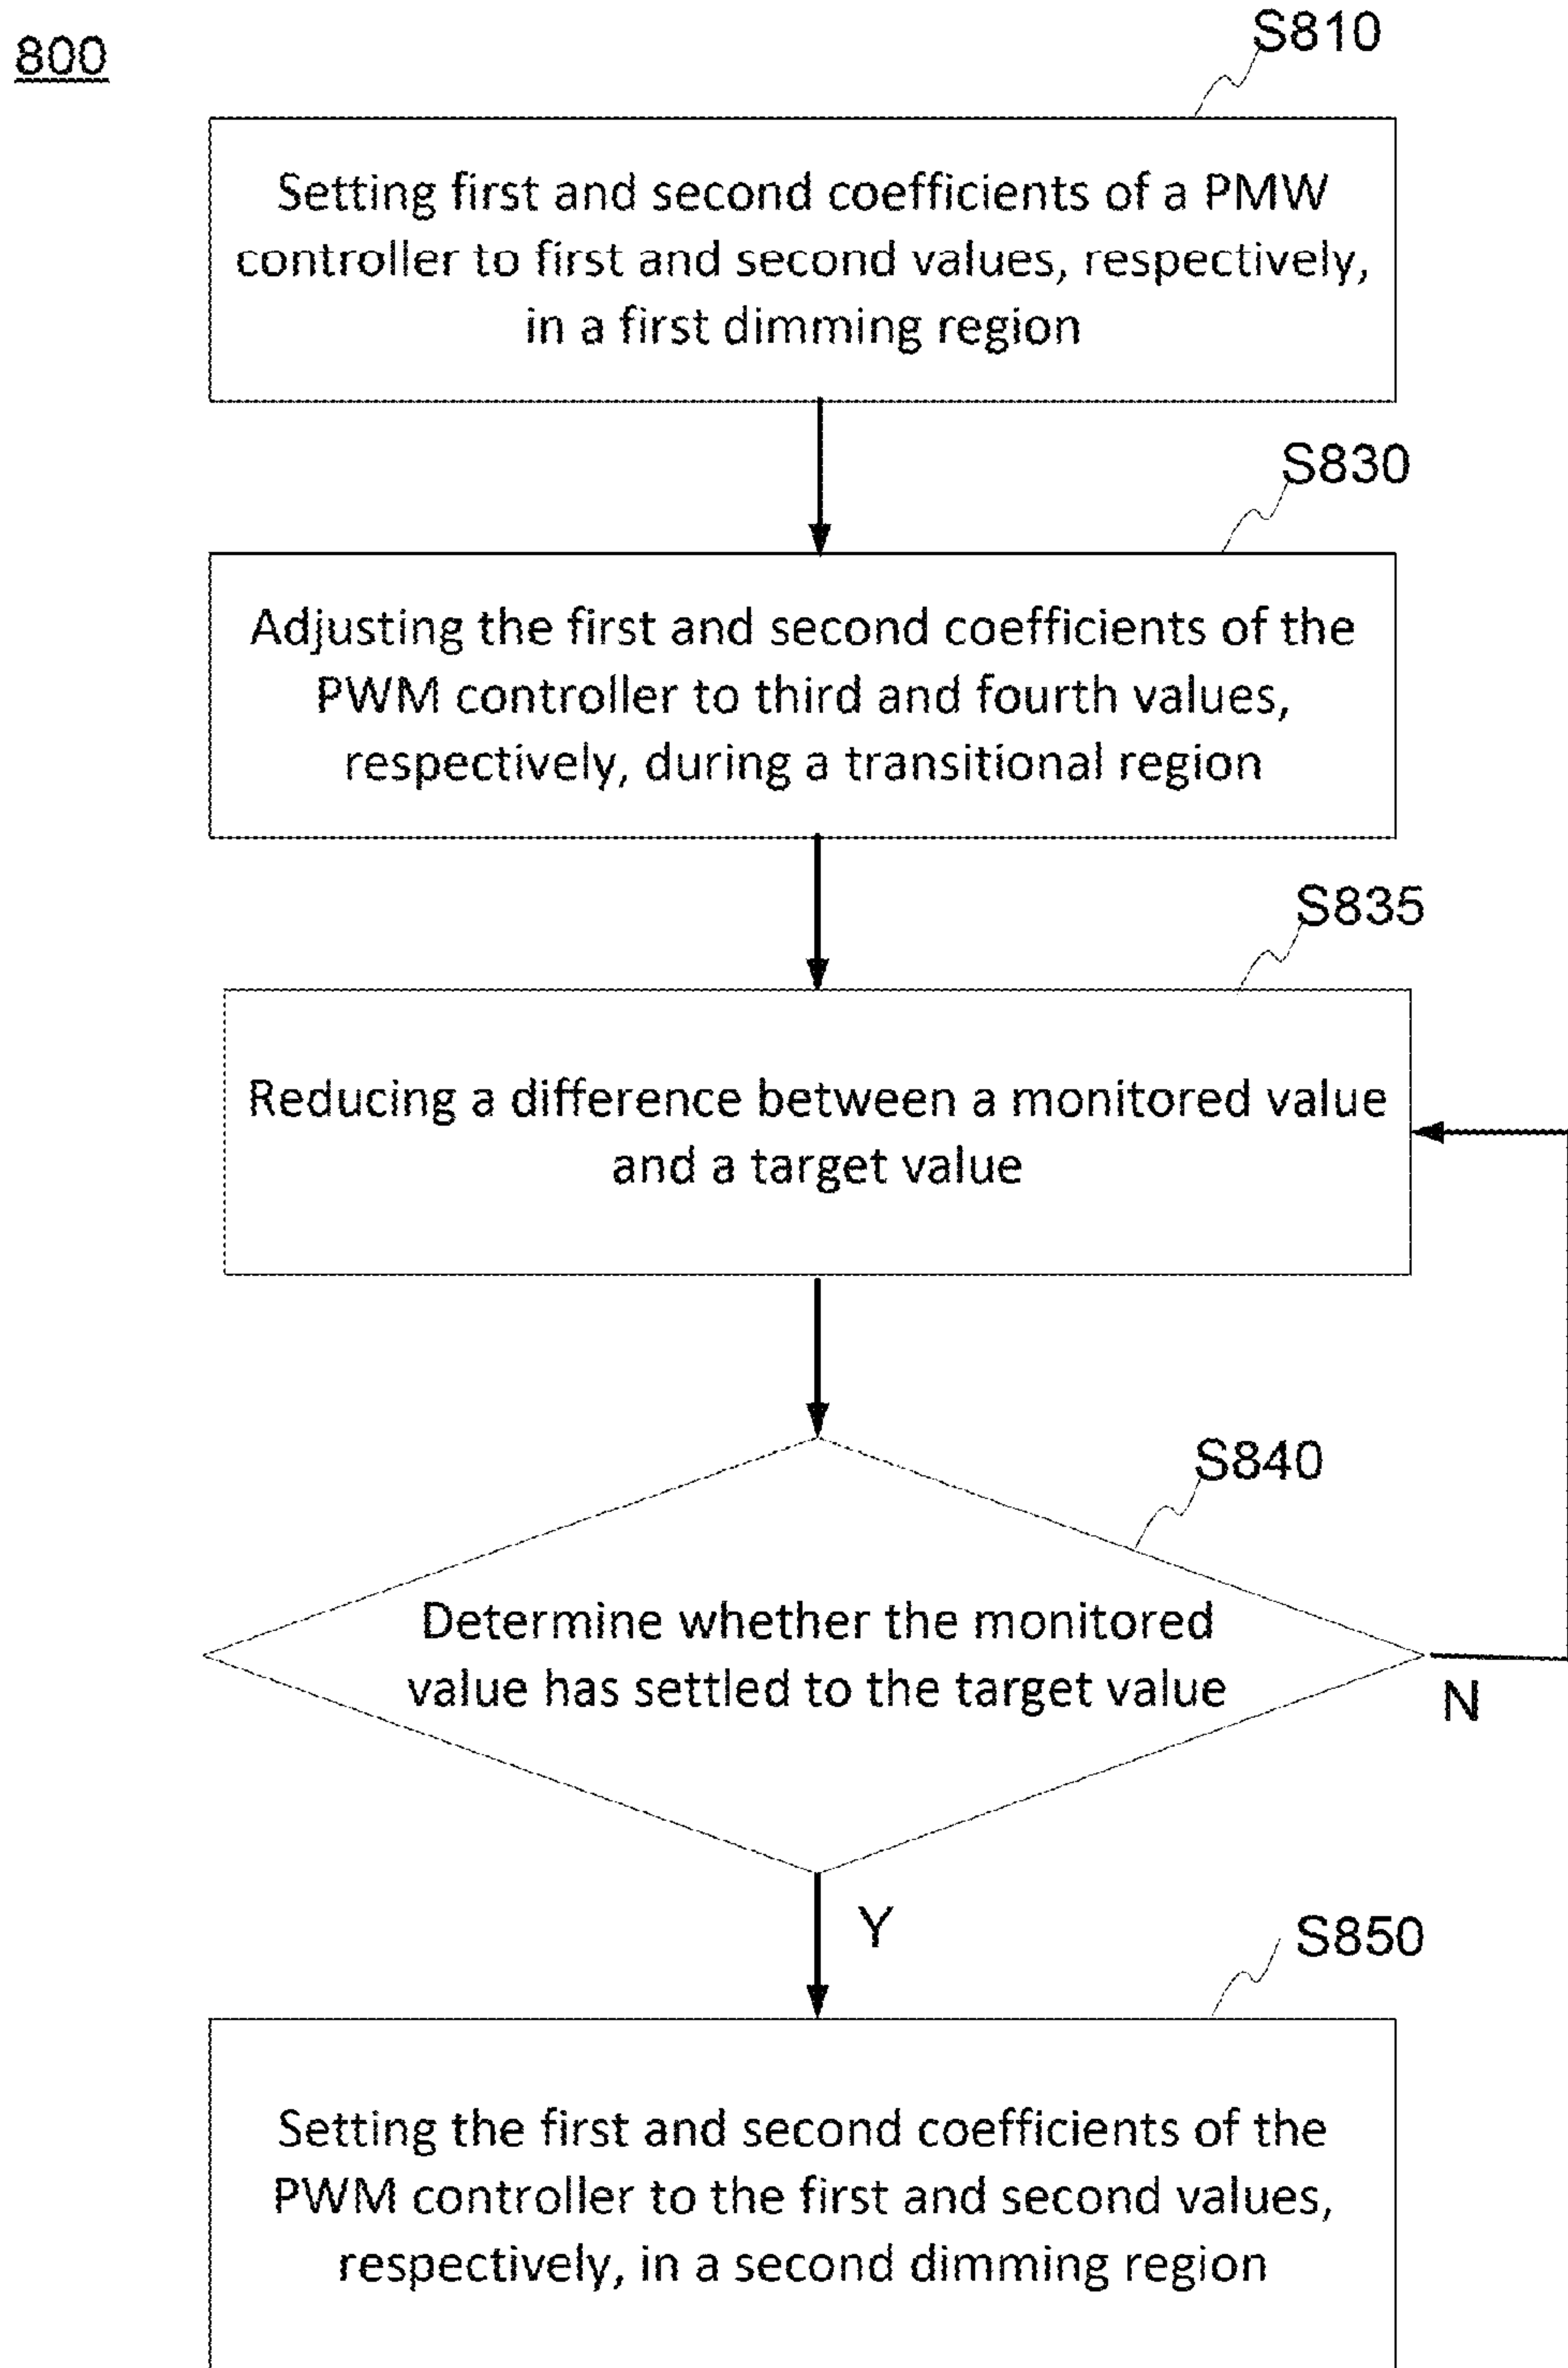 800
S810
Setting first and second coefficients of a PMW
controller to first and second values, respectively,
in a first dimming region
S830
Adjusting the first and second coefficients of the
PWM controller to third and fourth values,
respectively, during a transitional region
S835
Reducing a difference between a monitored value
and a target value
S840
Determine whether the monitored
value has settled to the target value
N
Y
S850
Setting the first and second coefficients of the
PWM controller to the first and second values,
respectively, in a second dimming region